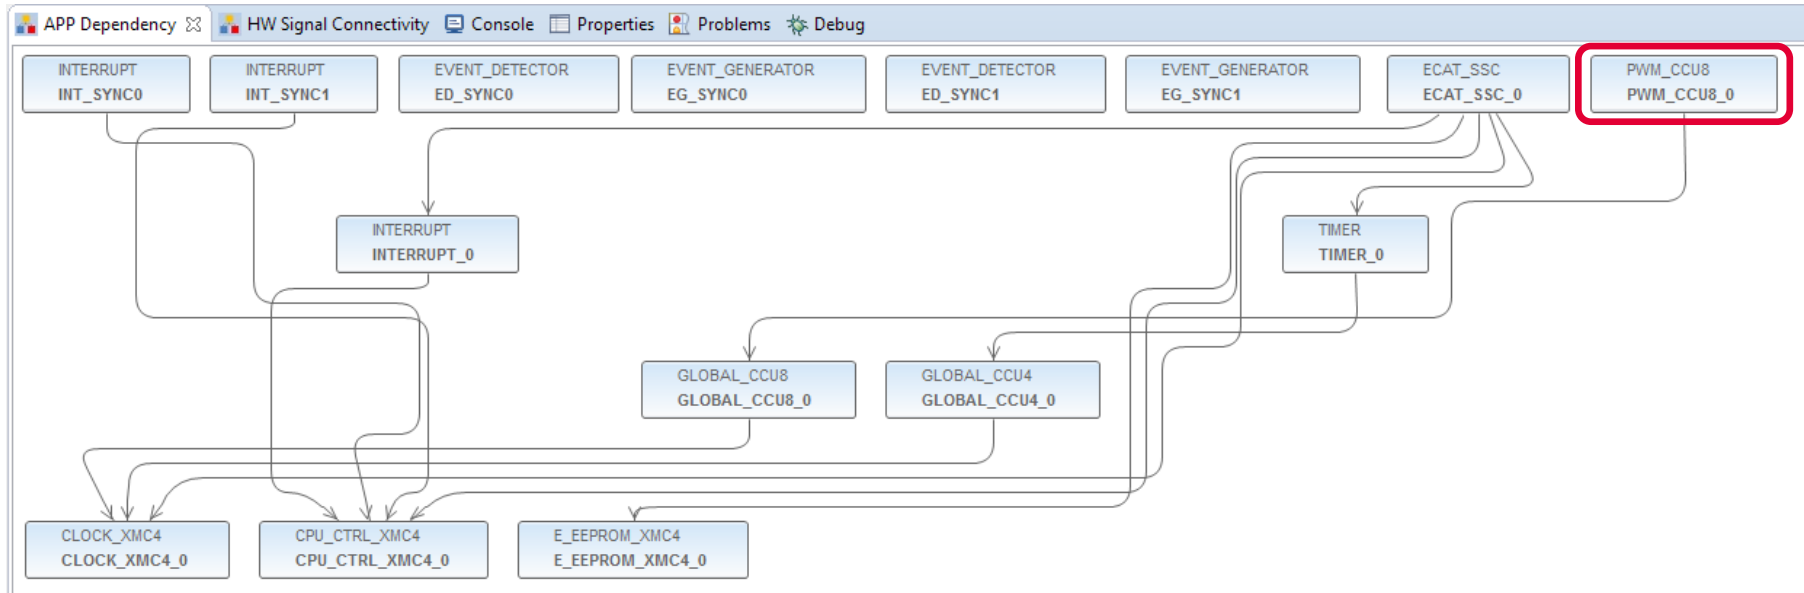 APP Dependency
HW Signal Connectivity
Console
Properties
Problems
Debug
INTERRUPT
INT_SYNC0
INTERRUPT
INT_SYNC1
EVENT_DETECTOR
ED_SYNC0
EVENT_GENERATOR
EG_SYNC0
EVENT_DETECTOR
ED_SYNC1
EVENT_GENERATOR
EG_SYNC1
ECAT_SSC
ECAT_SSC_0
PWM_CCU8
PWM_CCU8_0
INTERRUPT
INTERRUPT_0
TIMER
TIMER_0
GLOBAL_CCU8
GLOBAL_CCU8_0
GLOBAL_CCU4
GLOBAL_CCU4_0
CLOCK_XMC4
CLOCK_XMC4_0
CPU_CTRL_XMC4
CPU_CTRL_XMC4_0
E_EEPROM_XMC4
E_EEPROM_XMC4_0